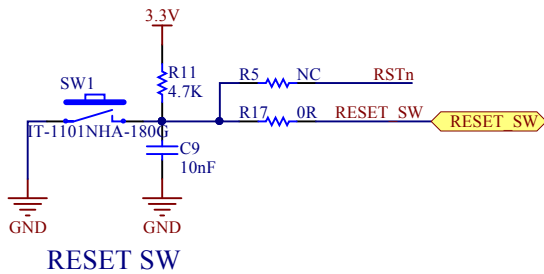 3.3V
R11
4.7K
R5 NC RSTn
SW1
R17 0R RESET_SW RESET_SW
IT-1101NHA-180G
C9
10nF
GND GND
RESET SW